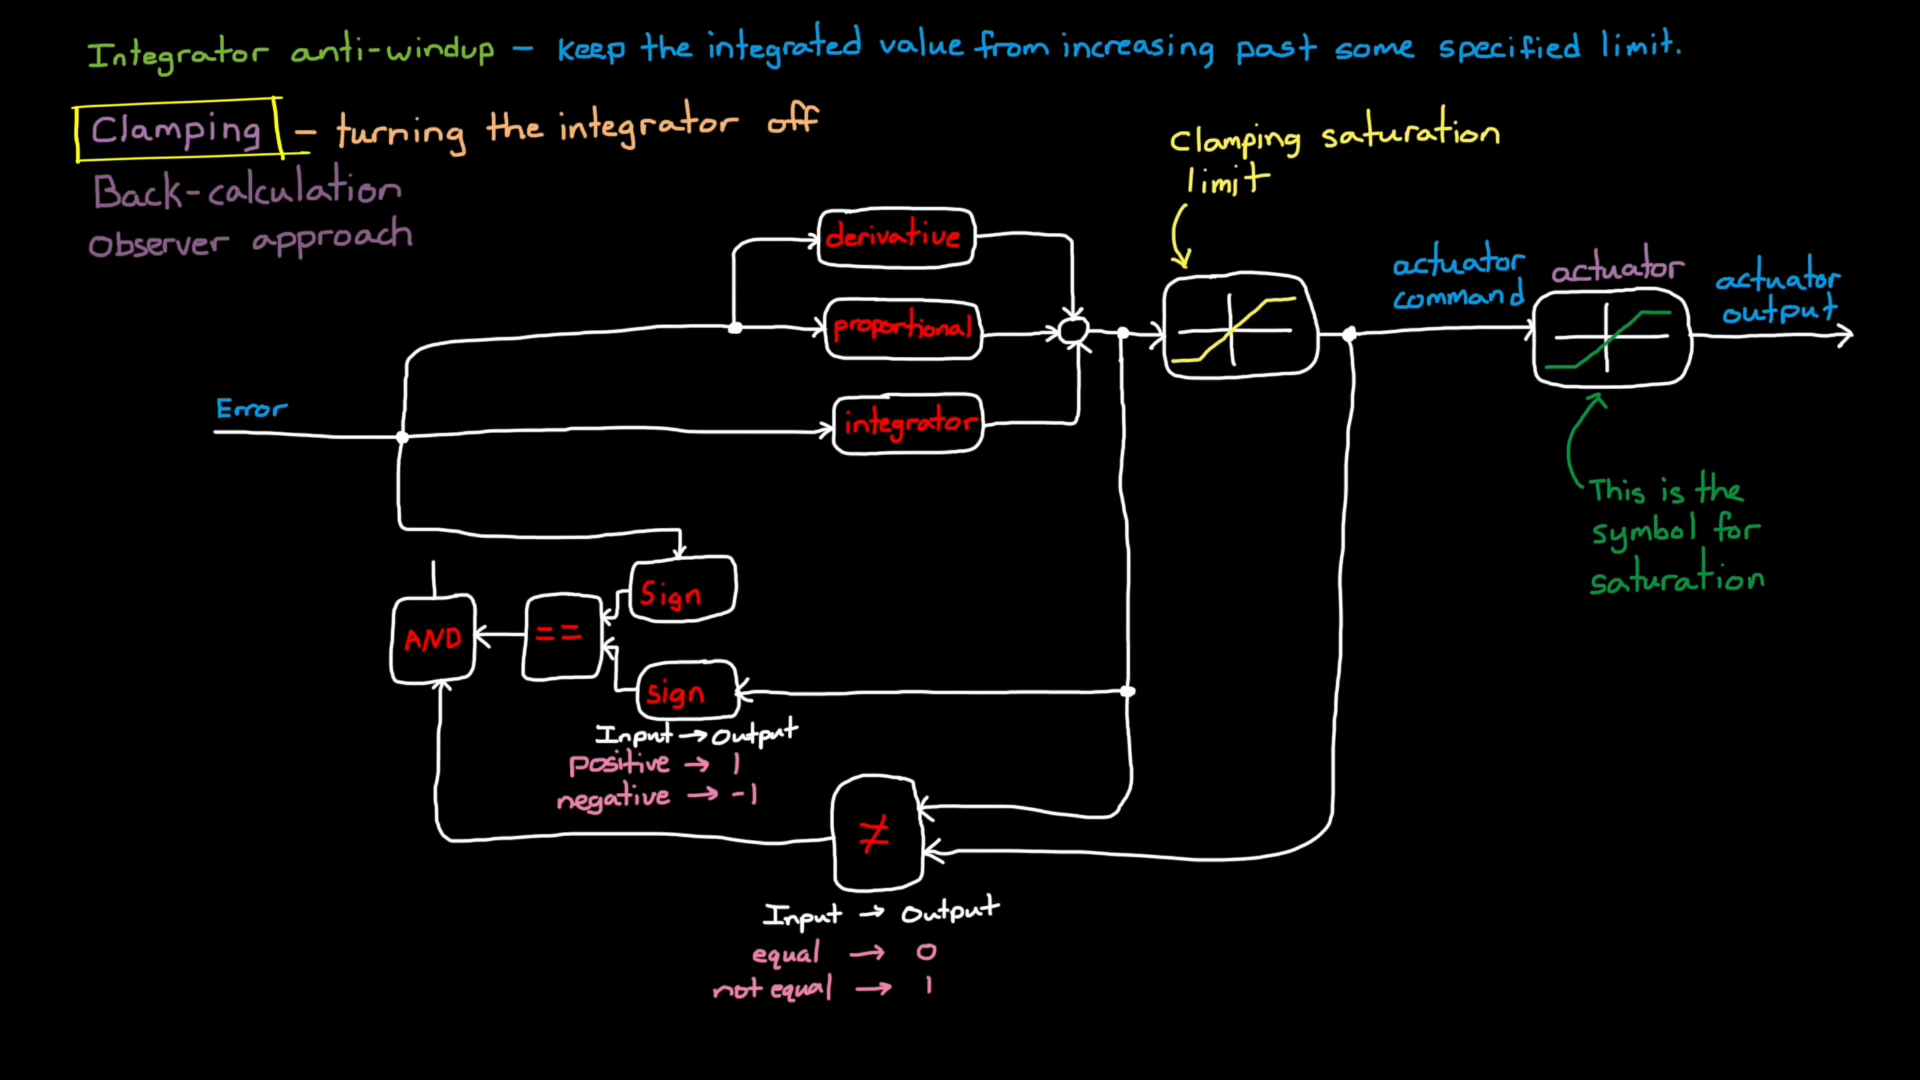 Integrator anti-windup - keep the integrated value from increasing past some specified limit.
Clamping - turning the integrator off
Back-calculation
observer approach
Clamping saturation
limit
derivative
proportional
integrator
actuator
command
actuator
actuator
output
Error
This is the
symbol for
saturation
Sign
AND
==
sign
Input → Output
positive → 1
negative → -1
≠
Input → Output
equal → 0
not equal → 1